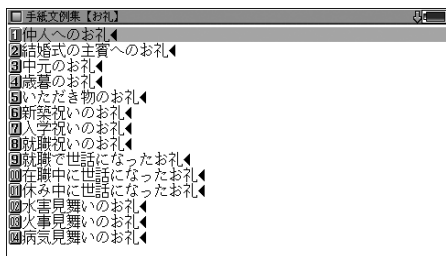 手紙文例集【お礼】
1仲人へのお礼
2結婚式の主賓へのお礼
3中元のお礼
4歳暮のお礼
5いただき物のお礼
6新築祝いのお礼
7入学祝いのお礼
8就職祝いのお礼
9就職で世話になったお礼
00在職中に世話になったお礼
01休み中に世話になったお礼
02水害見舞いのお礼
03火事見舞いのお礼
04病気見舞いのお礼